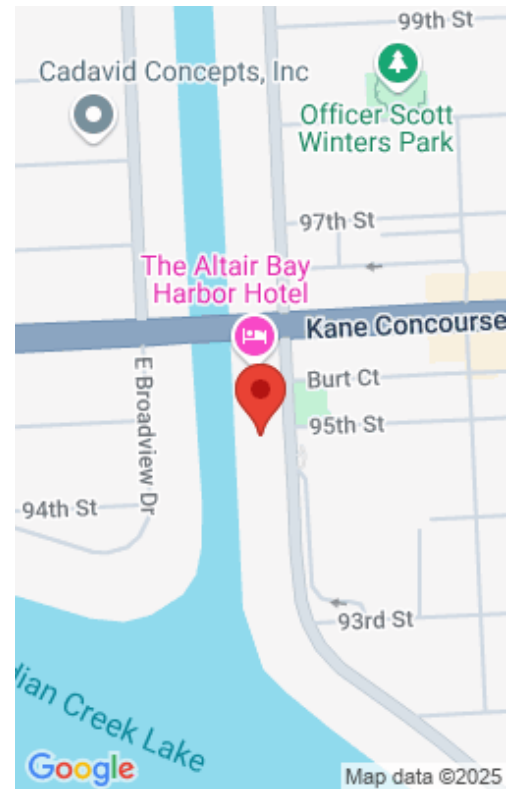 99th St
Cadavid Concepts, Inc
Officer Scott
Winters Park
97th St
The Altair Bay
Harbor Hotel
Kane Concourse
E Broadview Dr
Burt Ct
95th St
94th St
93rd St
dian Creek Lake
Google
Map data ©2025